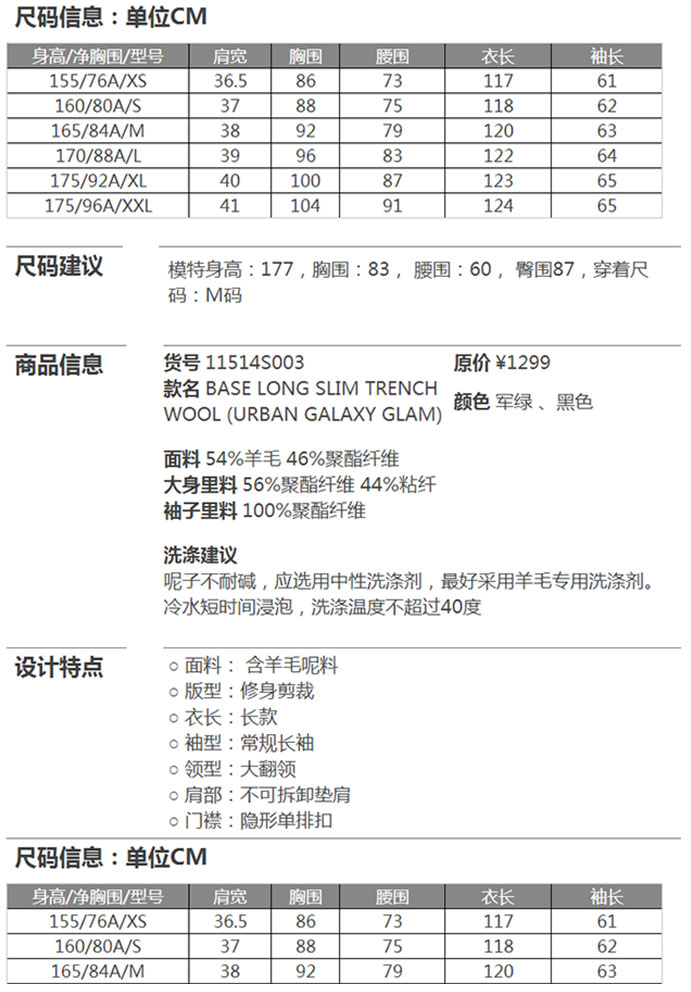 尺码信息：单位CM
身高/净胸围/型号 肩宽 胸围 腰围 衣长 袖长
155/76A/XS 36.5 86 73 117 61
160/80A/S 37 88 75 118 62
165/84A/M 38 92 79 120 63
170/88A/L 39 96 83 122 64
175/92A/XL 40 100 87 123 65
175/96A/XXL 41 104 91 124 65
尺码建议
模特身高：177，胸围：83， 腰围：60， 臀围87，穿着尺
码：M码
商品信息
货号 11514S003 原价 ¥1299
款名 BASE LONG SLIM TRENCH
WOOL (URBAN GALAXY GLAM) 颜色 军绿 、黑色
面料 54%羊毛 46%聚酯纤维
大身里料 56%聚酯纤维 44%粘纤
袖子里料 100%聚酯纤维
洗涤建议
呢子不耐碱，应选用中性洗涤剂，最好采用羊毛专用洗涤剂。
冷水短时间浸泡，洗涤温度不超过40度
设计特点
○ 面料： 含羊毛呢料
○ 版型：修身剪裁
○ 衣长：长款
○ 袖型：常规长袖
○ 领型：大翻领
○ 肩部：不可拆卸垫肩
○ 门襟：隐形单排扣
尺码信息：单位CM
身高/净胸围/型号 肩宽 胸围 腰围 衣长 袖长
155/76A/XS 36.5 86 73 117 61
160/80A/S 37 88 75 118 62
165/84A/M 38 92 79 120 63